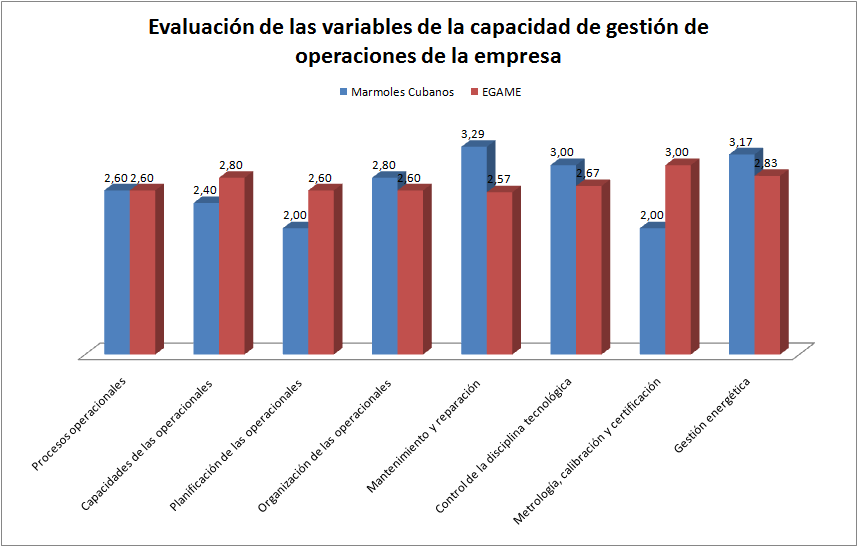 Evaluación de las variables de la capacidad de gestión de
operaciones de la empresa
Marmoles Cubanos
EGAME
2,60
2,60
2,40
2,80
2,00
2,60
2,80
2,60
3,29
2,57
3,00
2,67
2,00
3,00
3,17
2,83
Procesos operacionales
Capacidades de las operacionales
Planificación de las operacionales
Organización de las operacionales
Mantenimiento y reparación
Control de la disciplina tecnológica
Metrología, calibración y certificación
Gestión energética